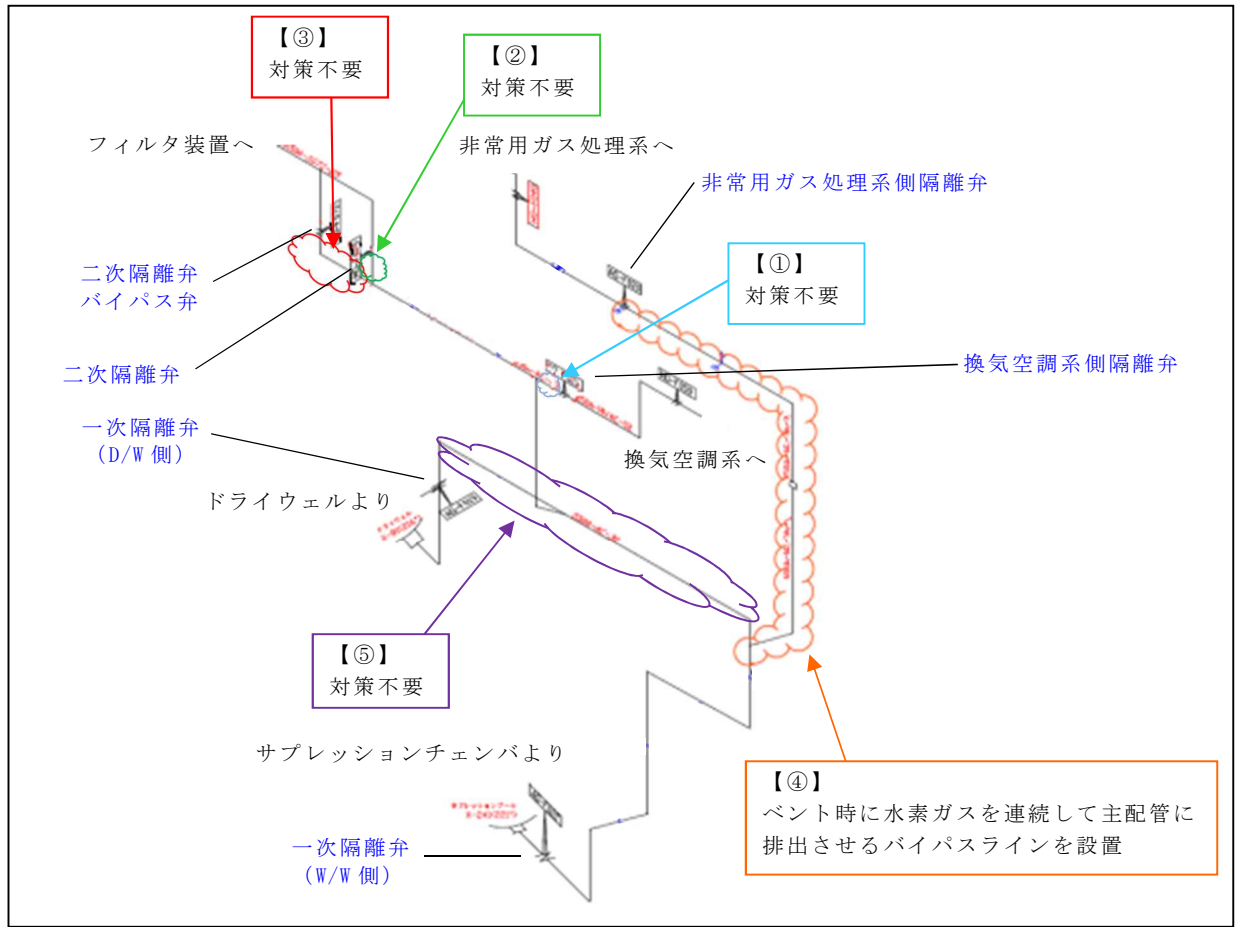 【③】
対策不要
【②】
対策不要
フィルタ装置へ
非常用ガス処理系へ
非常用ガス処理系側隔離弁
【①】
対策不要
二次隔離弁
バイパス弁
二次隔離弁
換気空調系側隔離弁
一次隔離弁
(D/W 側)
換気空調系へ
ドライウェルより
【⑤】
対策不要
サプレッションチェンバより
【④】
ベント時に水素ガスを連続して主配管に
排出させるバイパスラインを設置
一次隔離弁
(W/W 側)